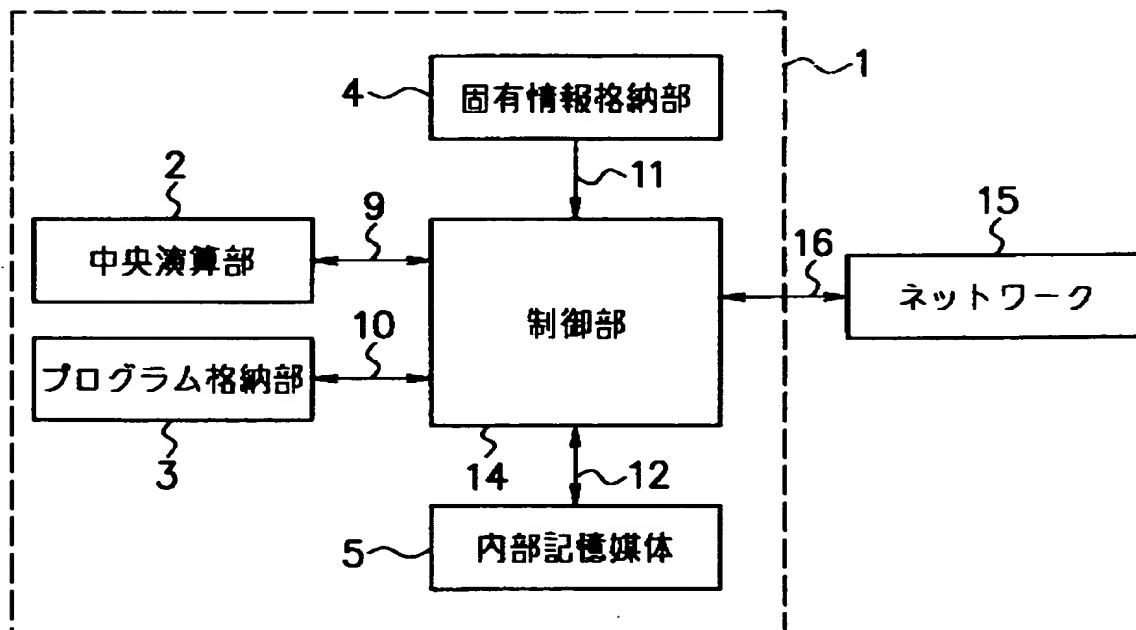 1
4
固有情報格納部
11
2
中央演算部
9
15
16
ネットワーク
制御部
10
プログラム格納部
3
14
12
5
内部記憶媒体